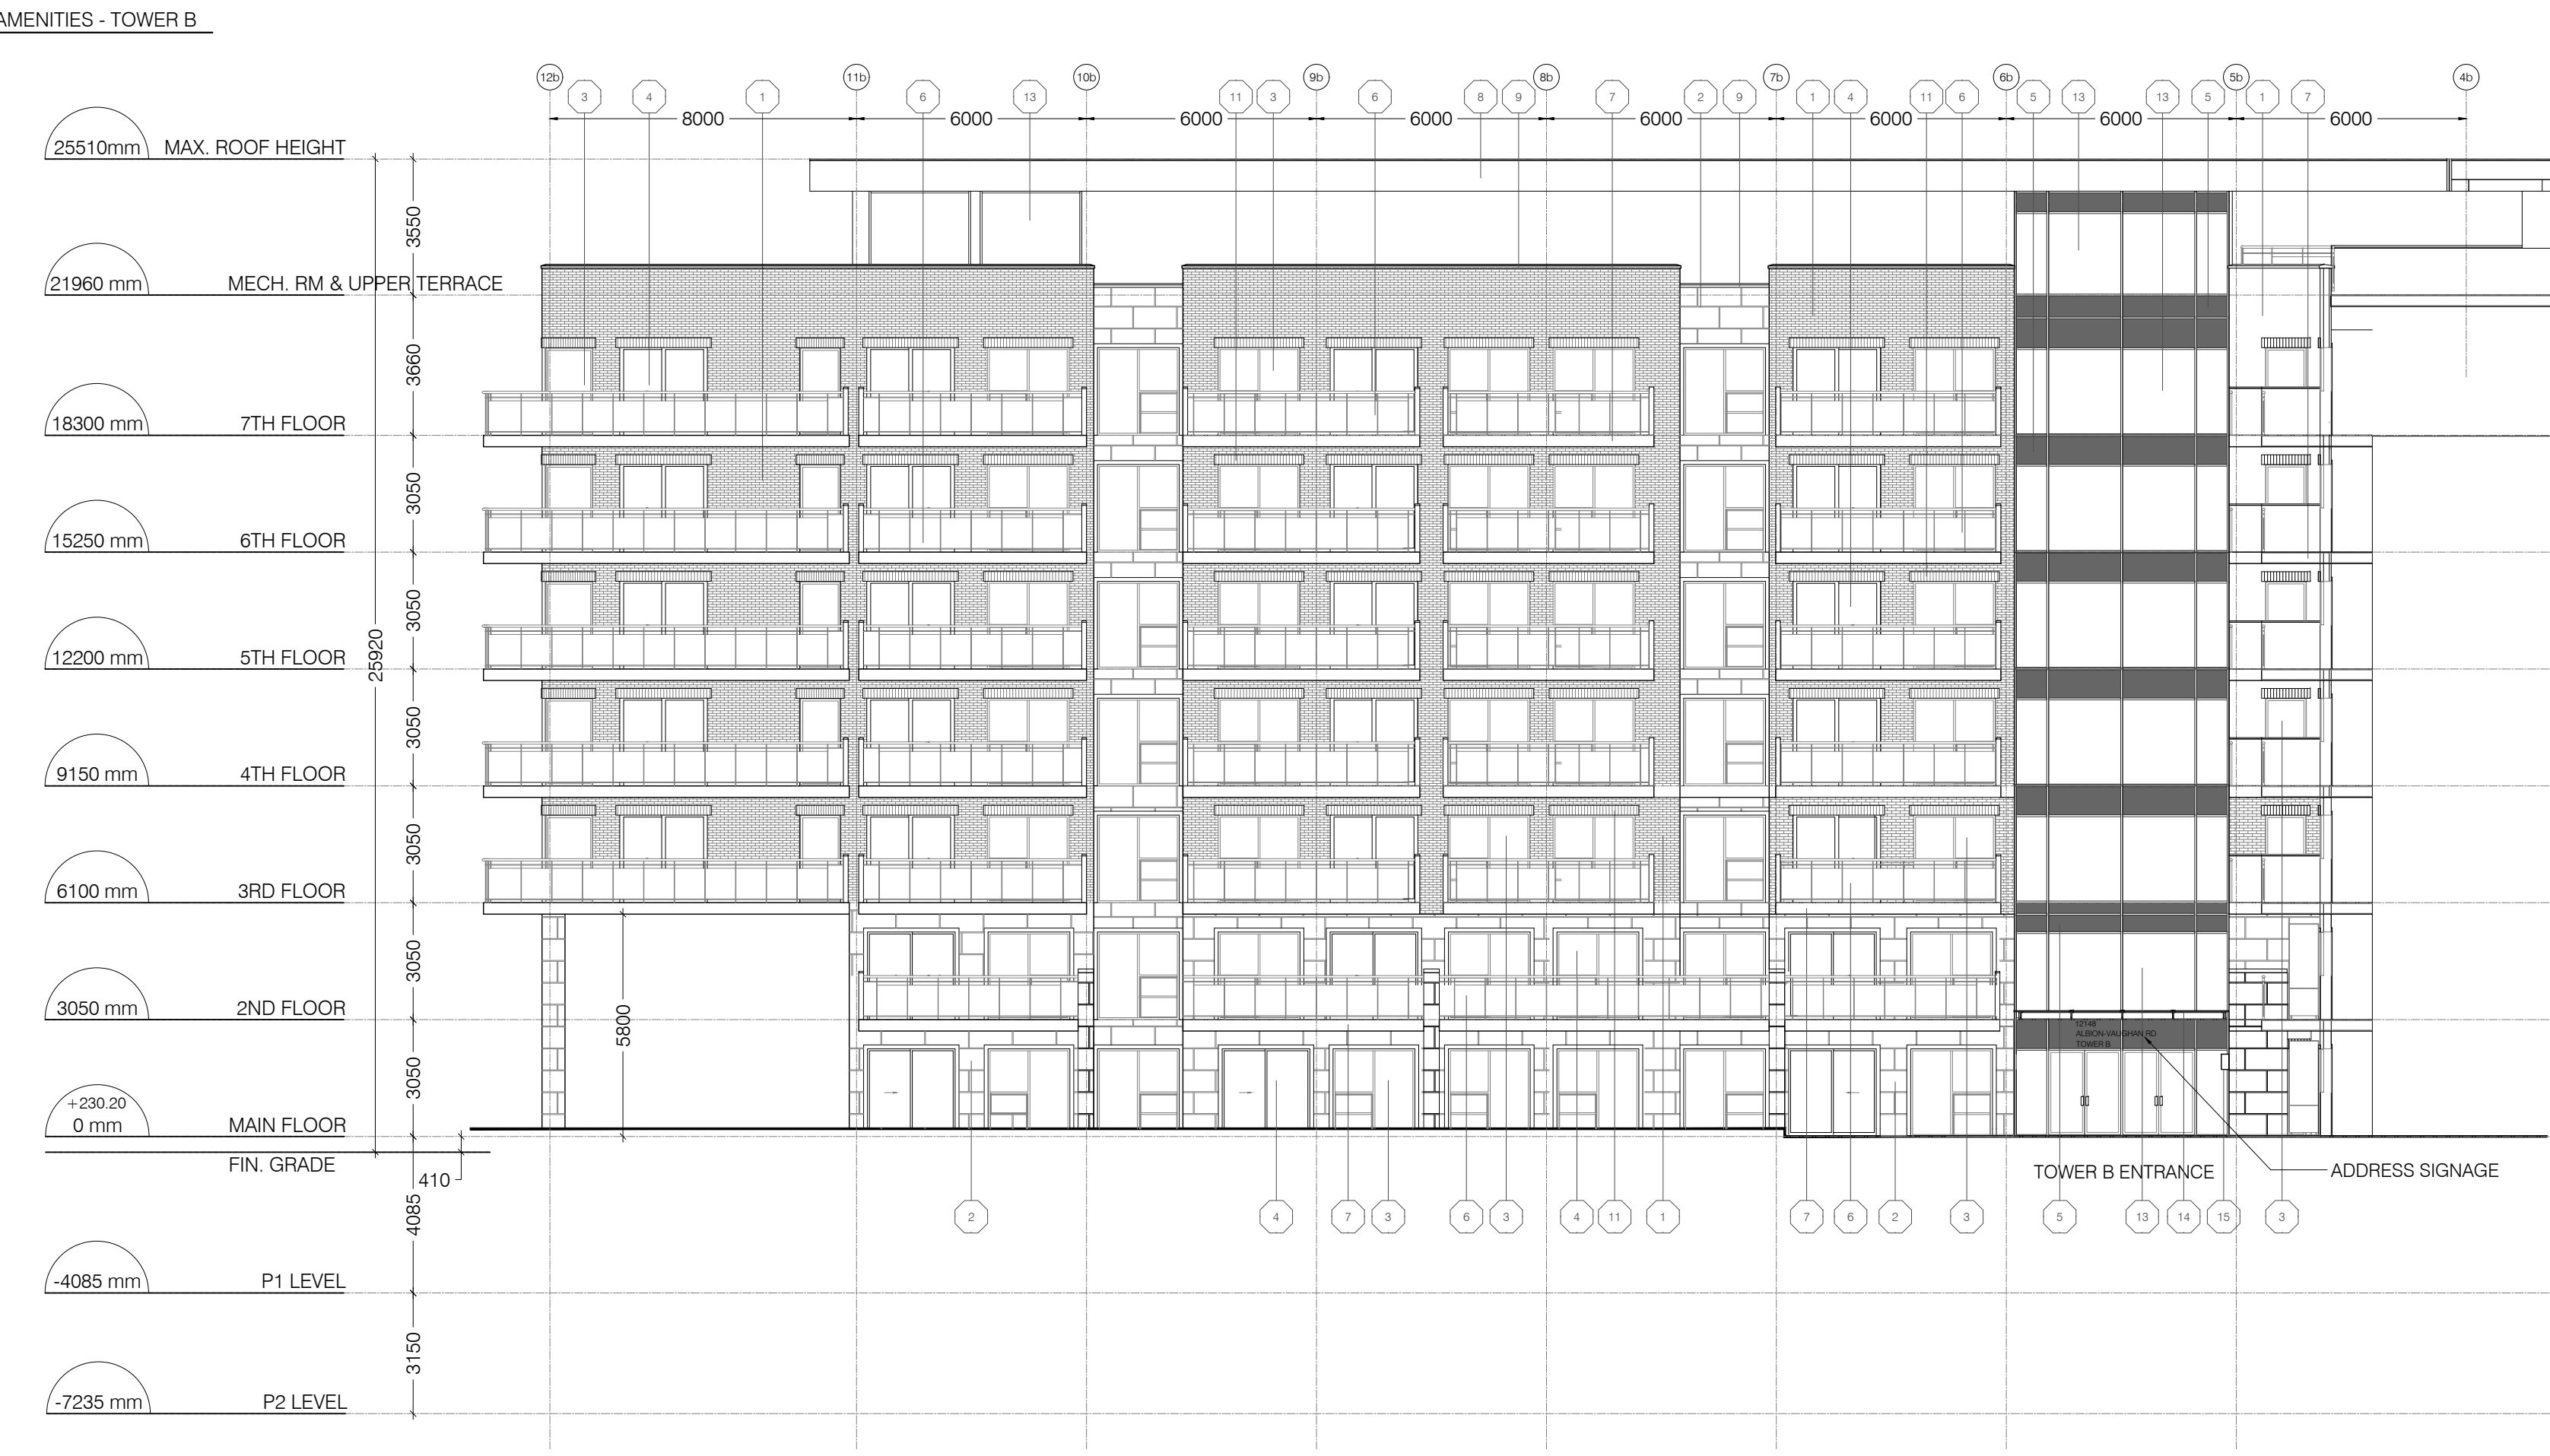 AMENITIES - TOWER B
12b 11b 10b 9b 8b 7b 6b 5b 4b
3 4 1 6 13 11 3 6 8 9 7 2 9 1 4 11 6 5 13 13 5 1 7
8000 6000 6000 6000 6000 6000 6000 6000
25510mm MAX. ROOF HEIGHT
3550
21960 mm MECH. RM & UPPER TERRACE
3660
18300 mm 7TH FLOOR
3050
15250 mm 6TH FLOOR
3050
25920
12200 mm 5TH FLOOR
3050
9150 mm 4TH FLOOR
3050
6100 mm 3RD FLOOR
3050
5800
3050 mm 2ND FLOOR
12148
ALBION-VAUGHAN RD
TOWER B
3050
+230.20
0 mm MAIN FLOOR
FIN. GRADE
410
TOWER B ENTRANCE
ADDRESS SIGNAGE
4085
2 4 7 3 6 3 4 11 1 7 6 2 3 5 13 14 15 3
-4085 mm P1 LEVEL
3150
-7235 mm P2 LEVEL